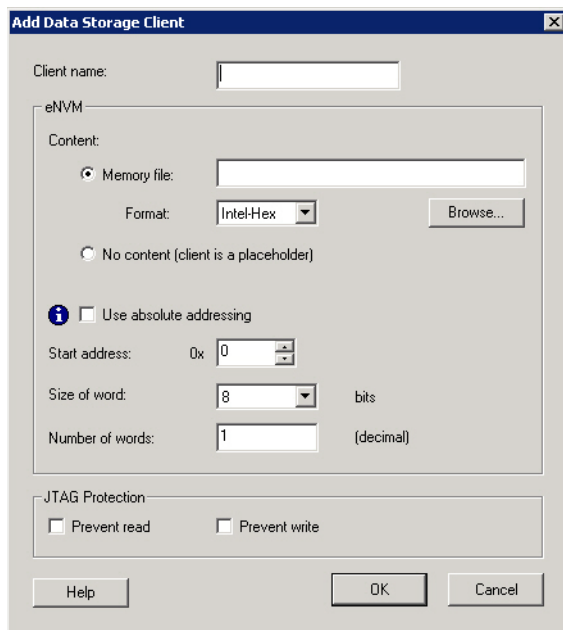 Add Data Storage Client
Client name:
eNVM
Content:
Memory file:
Format: Intel-Hex Browse...
No content (client is a placeholder)
Use absolute addressing
Start address: 0x 0
Size of word: 8 bits
Number of words: 1 (decimal)
JTAG Protection
Prevent read Prevent write
Help OK Cancel